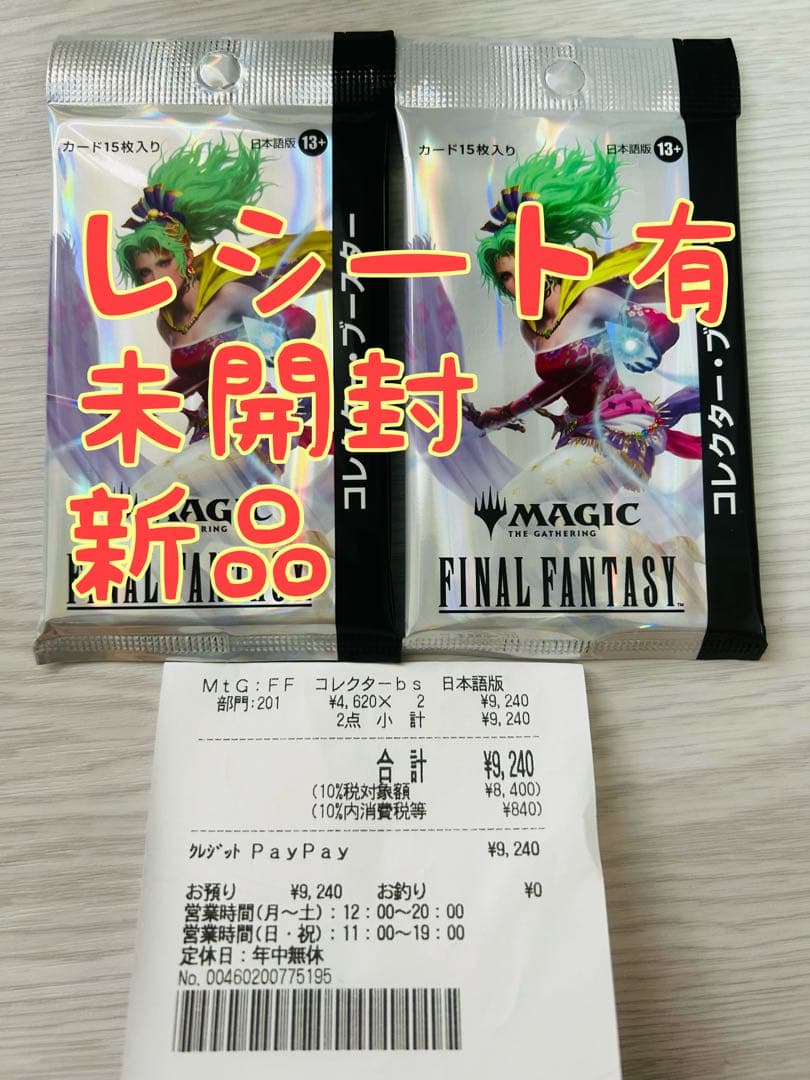 カード15枚入り 日本語版 13+
カード15枚入り 日本語版 13+
レシート有
未開封
新品
コレクター・ブースター
コレクター・ブ
MAGIC
THE GATHERING
FINAL FANTASY
MAGIC
THE GATHERING
FINAL FANTASY™
MtG:FF コレクターbs 日本語版
部門:201 ¥4,620× 2 ¥9,240
2点 小 計 ¥9,240
合 計 ¥9,240
(10%税対象額 ¥8,400)
(10%内消費税等 ¥840)
ｸﾚｼﾞｯﾄ PayPay ¥9,240
お預り ¥9,240 お釣り ¥0
営業時間(月〜土):12:00〜20:00
営業時間(日・祝):11:00〜19:00
定休日:年中無休
No. 00460200775195